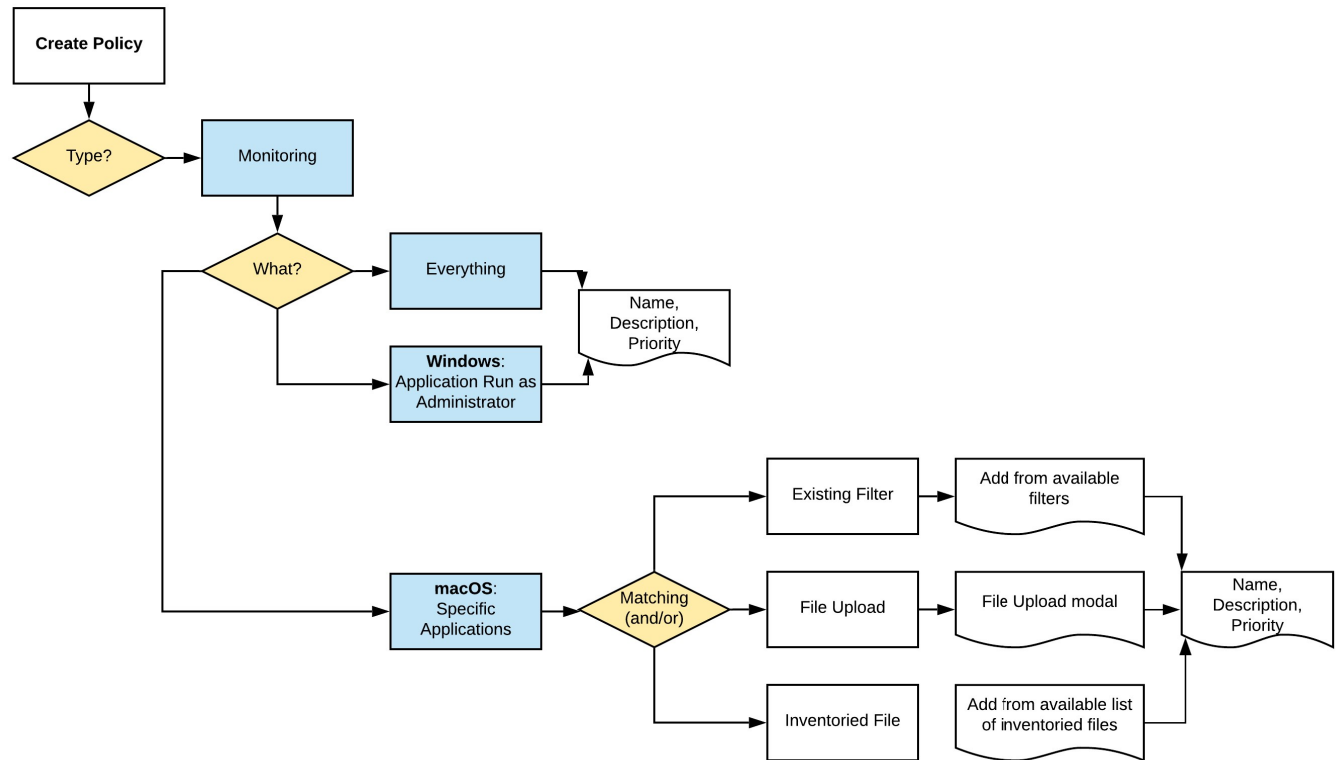 Create Policy
Type?
Monitoring
What?
Everything
Name,
Description,
Priority
Windows:
Application Run as
Administrator
Existing Filter
Add from available
filters
macOS:
Specific
Applications
Matching
(and/or)
File Upload
File Upload modal
Name,
Description,
Priority
Inventoried File
Add from available list
of inventoried files